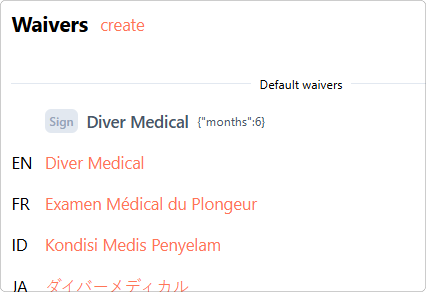 Waivers create
Default waivers
Sign Diver Medical {"months":6}
EN Diver Medical
FR Examen Médical du Plongeur
ID Kondisi Medis Penyelam
JA ダイバーメディカル